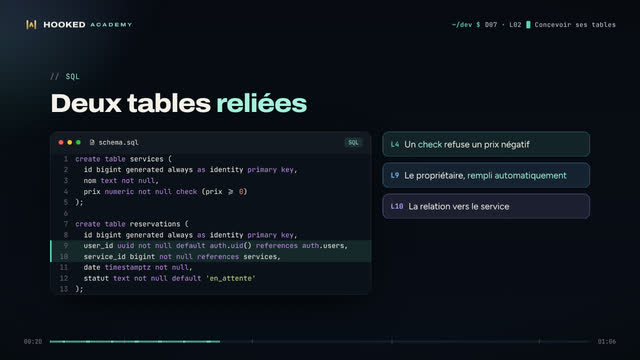 HOOKED ACADEMY
~/dev $ D07 · L02 Concevoir ses tables
// SQL
Deux tables reliées
schema.sql
SQL
1 create table services (
2 id bigint generated always as identity primary key,
3 nom text not null,
4 prix numeric not null check (prix >= 0)
5 );
6
7 create table reservations (
8 id bigint generated always as identity primary key,
9 user_id uuid not null default auth.uid() references auth.users,
10 service_id bigint not null references services,
11 date timestamptz not null,
12 statut text not null default 'en_attente'
13 );
L4 Un check refuse un prix négatif
L9 Le propriétaire, rempli automatiquement
L10 La relation vers le service
00:20
01:06